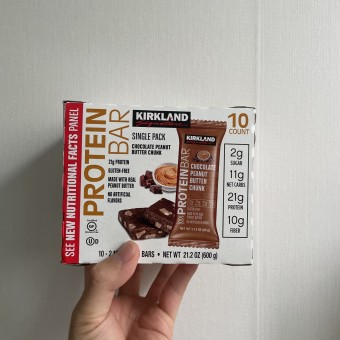 SEE NEW NUTRITIONAL FACTS PANEL
PROTEIN
BAR
KIRKLAND
Signature
SINGLE PACK
CHOCOLATE PEANUT
BUTTER CHUNK
21g PROTEIN
GLUTEN-FREE
MADE WITH REAL
PEANUT BUTTER
NO ARTIFICIAL
FLAVORS
KIRKLAND
PROTEIN BAR
CHOCOLATE
PEANUT
BUTTER
CHUNK
10
COUNT
2g
SUGAR
11g
NET CARBS
21g
PROTEIN
10g
FIBER
10 - 2 BARS • NET WT 21.2 OZ (600 g)